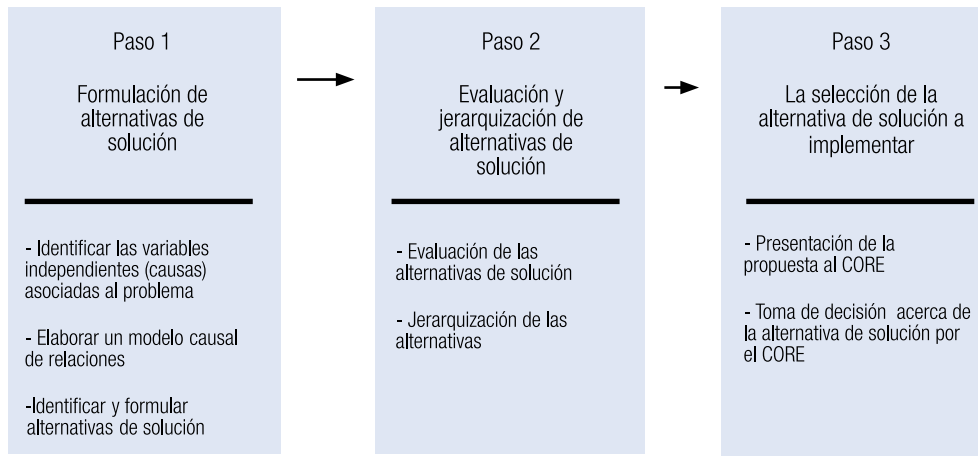 Paso 1
Formulación de
alternativas de
solución
- Identificar las variables
independientes (causas)
asociadas al problema
- Elaborar un modelo causal
de relaciones
-Identificar y formular
alternativas de solución
Paso 2
Evaluación y
jerarquización de
alternativas de
solución
- Evaluación de las
alternativas de solución
- Jerarquización de las
alternativas
Paso 3
La selección de la
alternativa de solución a
implementar
- Presentación de la
propuesta al CORE
- Toma de decisión acerca de
la alternativa de solución por
el CORE